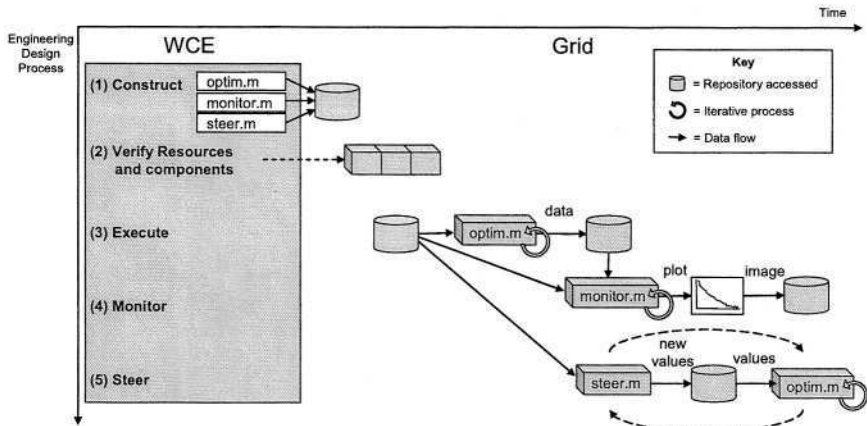 Time
Engineering
Design
Process
WCE
Grid
Key
= Repository accessed
= Iterative process
= Data flow
(1) Construct
optim.m
monitor.m
steer.m
(2) Verify Resources
and components
(3) Execute
optim.m
data
monitor.m
plot
image
(4) Monitor
(5) Steer
steer.m
new
values
values
optim.m